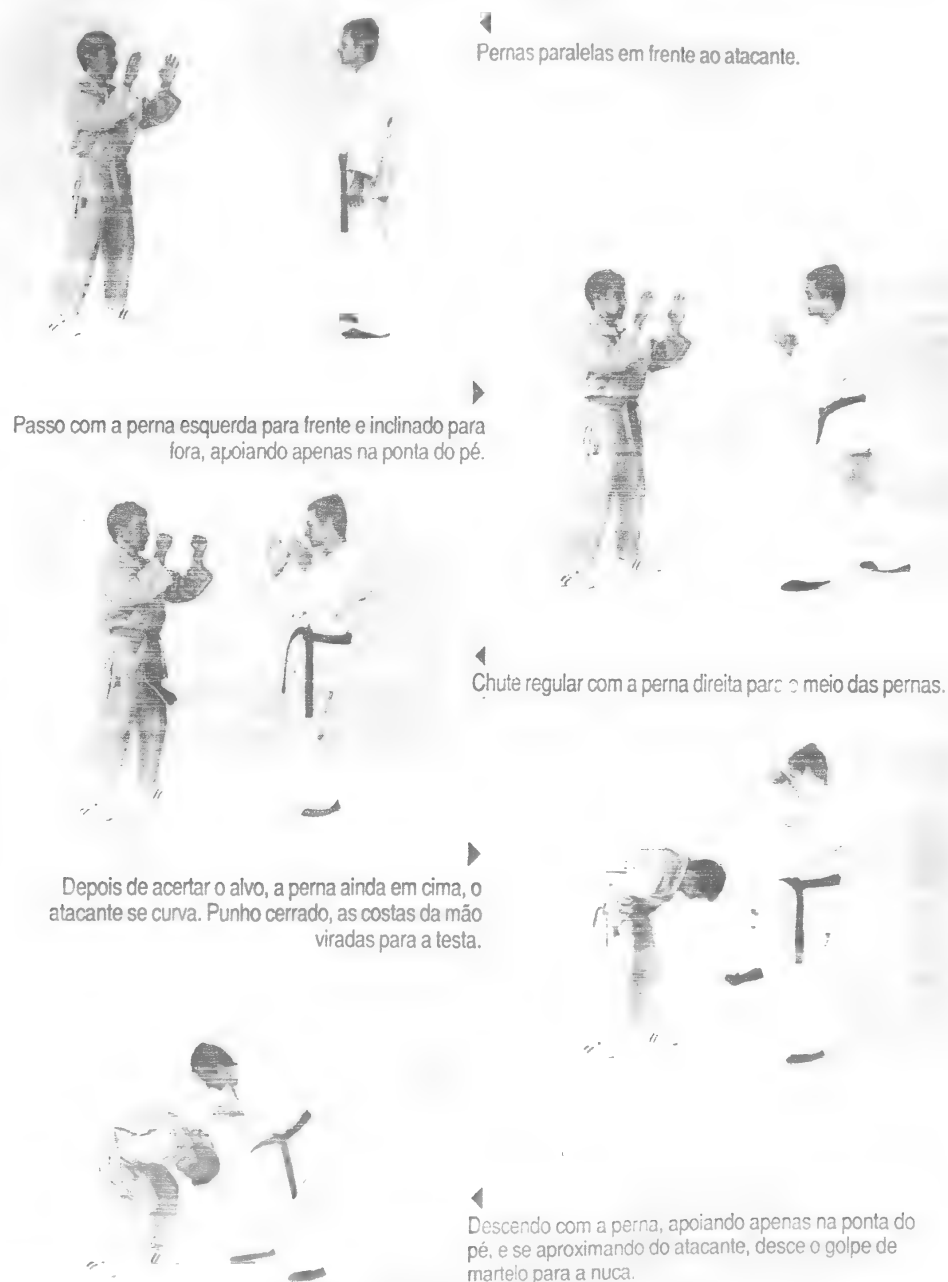 Pernas paralelas em frente ao atacante.
Passo com a perna esquerda para frente e inclinado para
fora, apoiando apenas na ponta do pé.
Chute regular com a perna direita para o meio das pernas.
Depois de acertar o alvo, a perna ainda em cima, o
atacante se curva. Punho cerrado, as costas da mão
viradas para a testa.
Descendo com a perna, apoiando apenas na ponta do
pé, e se aproximando do atacante, desce o golpe de
martelo para a nuca.